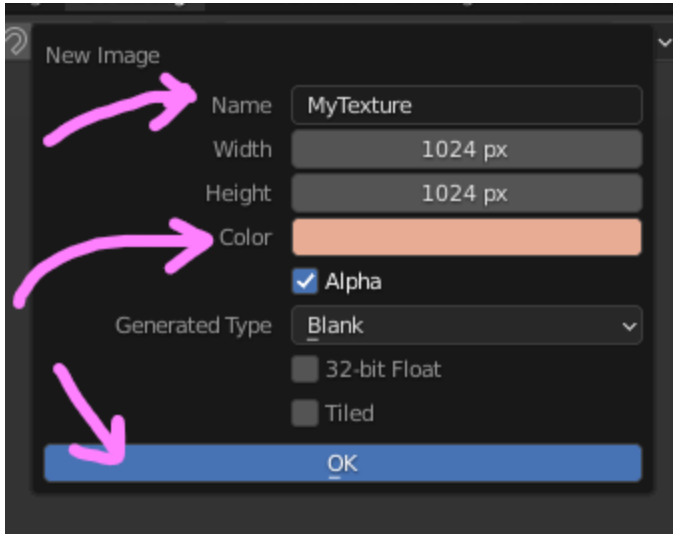 New Image
Name MyTexture
Width 1024 px
Height 1024 px
Color
Alpha
Generated Type Blank
32-bit Float
Tiled
OK